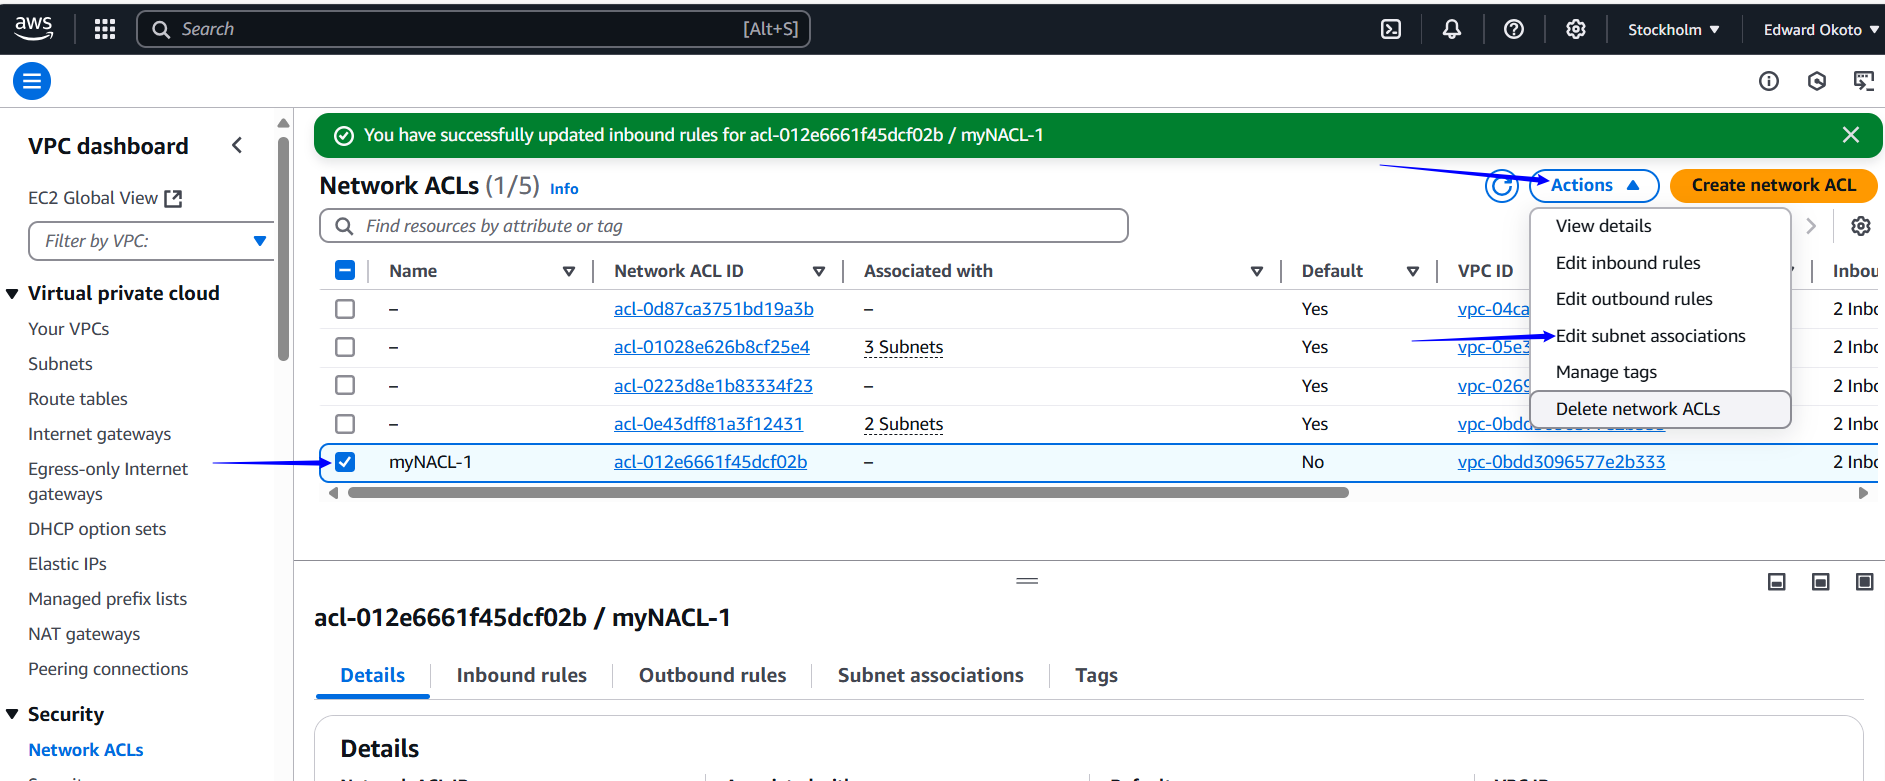 aws
Search [Alt+S]
Stockholm
Edward Okoto
VPC dashboard
EC2 Global View
Filter by VPC:
Virtual private cloud
Your VPCs
Subnets
Route tables
Internet gateways
Egress-only Internet
gateways
DHCP option sets
Elastic IPs
Managed prefix lists
NAT gateways
Peering connections
Security
Network ACLs
You have successfully updated inbound rules for acl-012e6661f45dcf02b / myNACL-1
Network ACLs (1/5) Info
Actions
Create network ACL
Find resources by attribute or tag
View details
Edit inbound rules
Edit outbound rules
Edit subnet associations
Manage tags
Delete network ACLs
Name Network ACL ID Associated with Default VPC ID Inbou
– acl-0d87ca3751bd19a3b – Yes vpc-04ca 2 Inbo
– acl-01028e626b8cf25e4 3 Subnets Yes vpc-05e3 2 Inbo
– acl-0223d8e1b83334f23 – Yes vpc-0269 2 Inbo
– acl-0e43dff81a3f12431 2 Subnets Yes 2 Inbo
myNACL-1 acl-012e6661f45dcf02b – No vpc-0bdd3096577e2b333 2 Inbo
acl-012e6661f45dcf02b / myNACL-1
Details Inbound rules Outbound rules Subnet associations Tags
Details